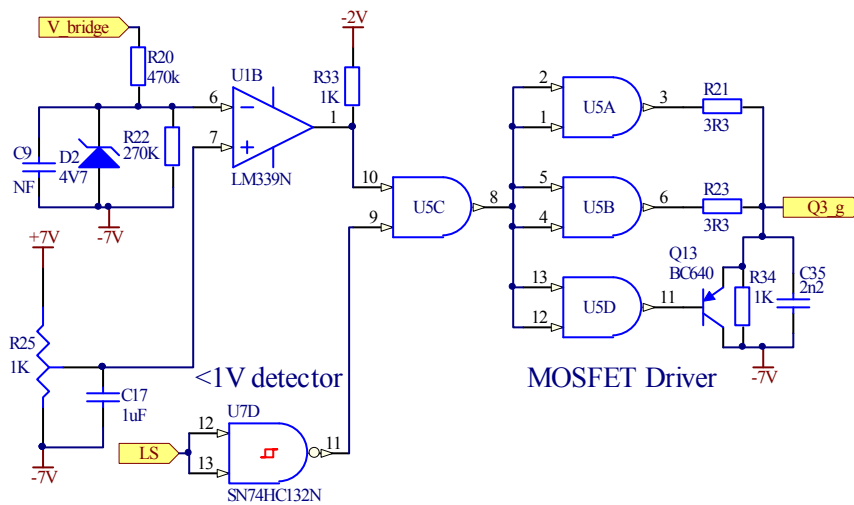 V_bridge
R20
470k
-2V
R33
1K
U1B
6
7
1
LM339N
C9
NF
D2
4V7
R22
270K
-7V
+7V
R25
1K
C17
1uF
-7V
<1V detector
LS
U7D
12
13
11
SN74HC132N
10
9
U5C
8
2
1
U5A
3
R21
3R3
5
4
U5B
6
R23
3R3
Q3_g
13
12
U5D
11
Q13
BC640
R34
1K
C35
2n2
-7V
MOSFET Driver